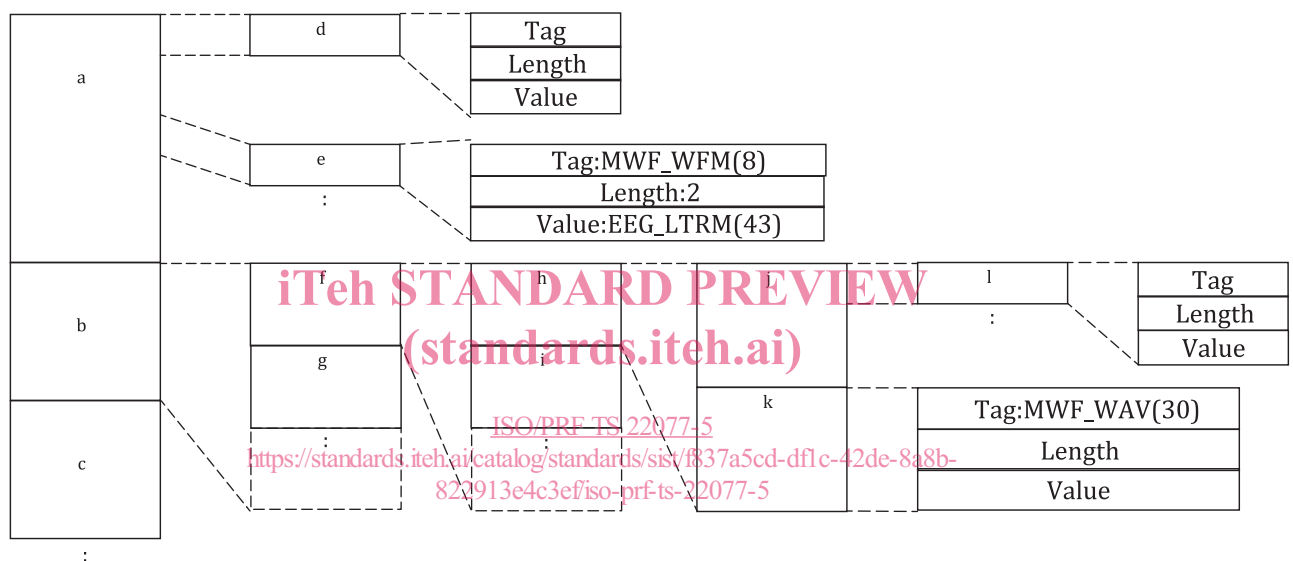 a
d
Tag
Length
Value
e
:
Tag:MWF_WFM(8)
Length:2
Value:EEG_LTRM(43)
b
f
g
:
h
i
:
j
k
l
:
Tag
Length
Value
Tag:MWF_WAV(30)
Length
Value
c
:
iTeh STANDARD PREVIEW
(standards.iteh.ai)
ISO/PRF TS 22077-5
https://standards.iteh.ai/catalog/standards/sist/f837a5cd-df1c-42de-8a8b-
822913e4c3ef/iso-prf-ts-22077-5